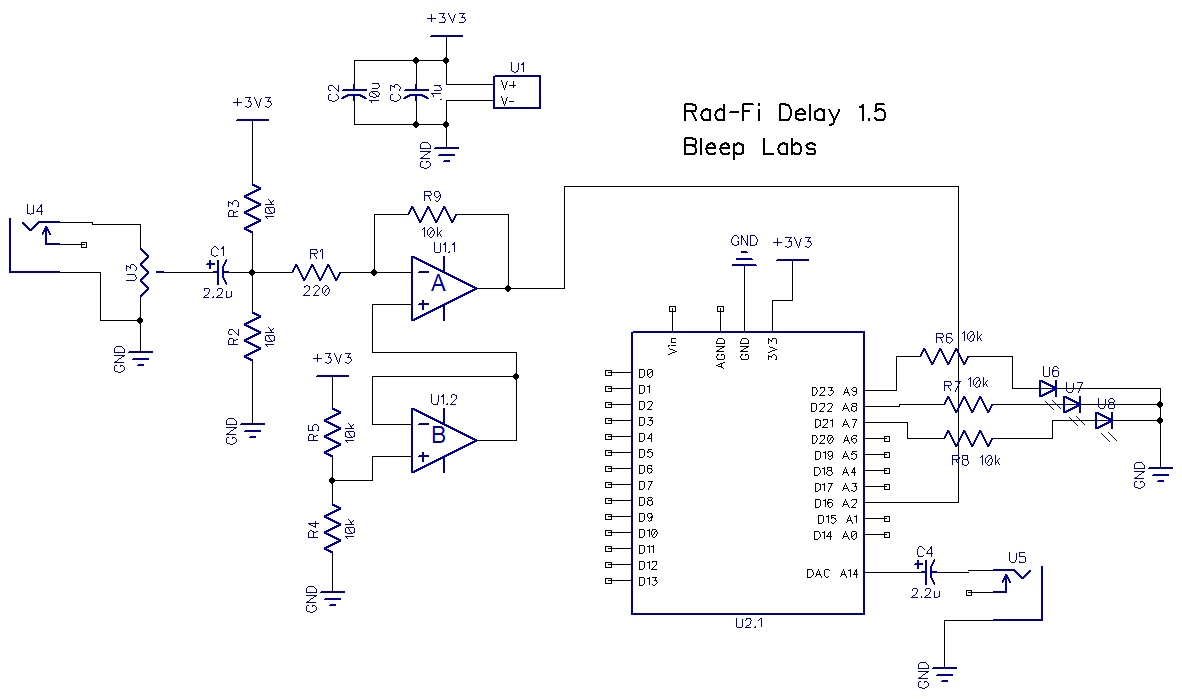 +3V3
U1
V+
V-
C2
10u
C3
.1u
GND
Rad-Fi Delay 1.5
Bleep Labs
+3V3
R3
10k
U4
U3
C1
2.2u
R1
220
R9
10k
U1.1
A
R2
10k
GND
GND
+3V3
R5
10k
U1.2
B
R4
10k
GND
GND
+3V3
Vin
AGND
GND
3V3
D0
D1
D2
D3
D4
D5
D6
D7
D8
D9
D10
D11
D12
D13
D23 A9
D22 A8
D21 A7
D20 A6
D19 A5
D18 A4
D17 A3
D16 A2
D15 A1
D14 A0
DAC A14
U2.1
R6 10k
R7 10k
R8 10k
U6
U7
U8
GND
C4
2.2u
U5
GND